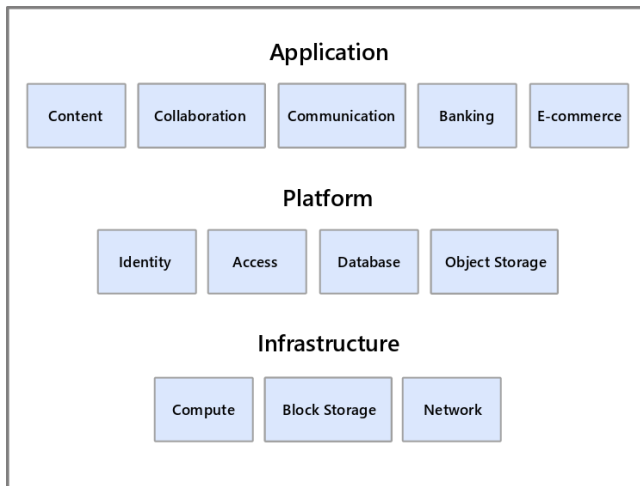 Application
Content Collaboration Communication Banking E-commerce
Platform
Identity Access Database Object Storage
Infrastructure
Compute Block Storage Network